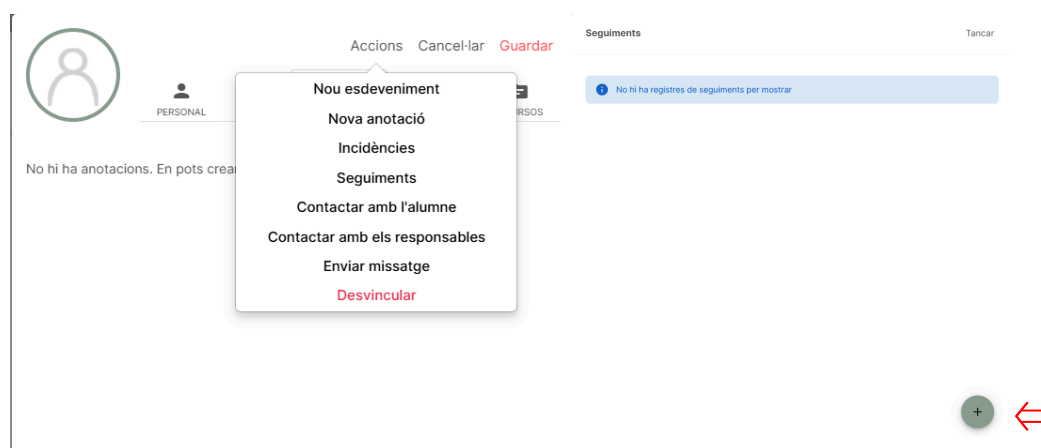 Accions Cancel·lar Guardar
PERSONAL
RSOS
No hi ha anotacions. En pots crear
Nou esdeveniment
Nova anotació
Incidències
Seguiments
Contactar amb l'alumne
Contactar amb els responsables
Enviar missatge
Desvincular
Seguiments Tancar
No hi ha registres de seguiments per mostrar